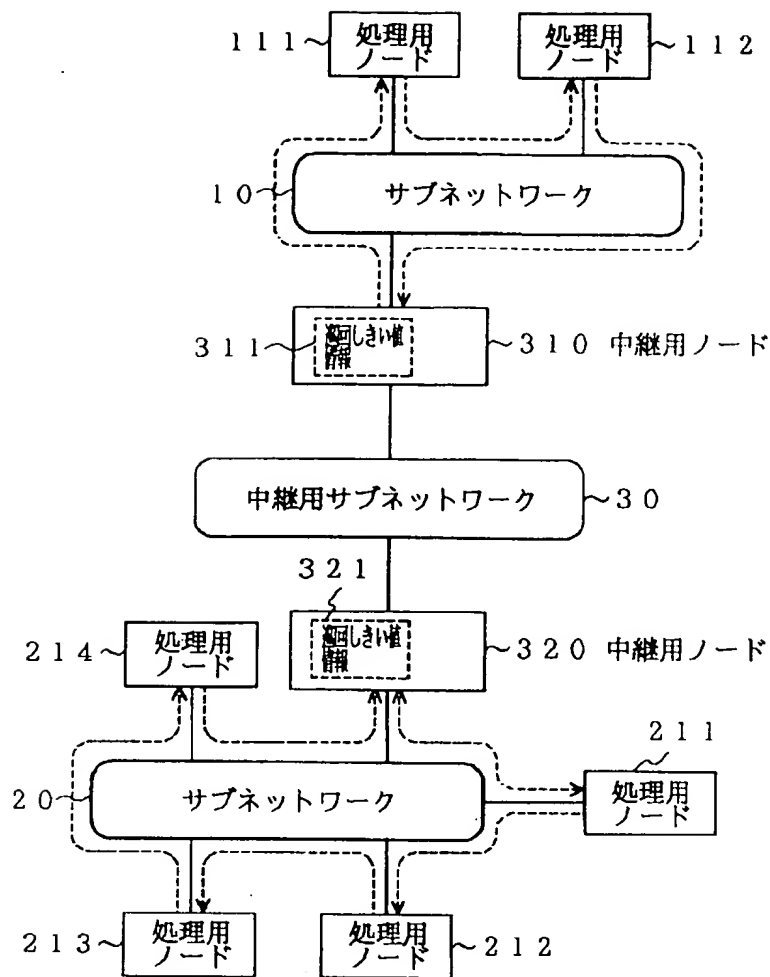 111
処理用
ノード
処理用
ノード
112
10
サブネットワーク
311
巡回しきい値
情報
310 中継用ノード
中継用サブネットワーク
30
321
巡回しきい値
情報
320 中継用ノード
214
処理用
ノード
211
処理用
ノード
20
サブネットワーク
213
処理用
ノード
処理用
ノード
212